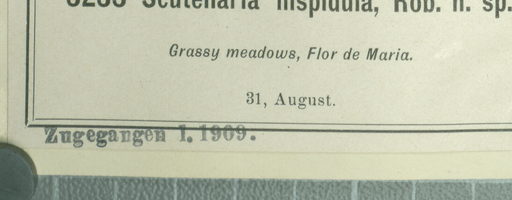 Scutellaria hispidula, Rob. n. sp.
Grassy meadows, Flor de Maria.
31, August.
Zugegangen 1. 1909.